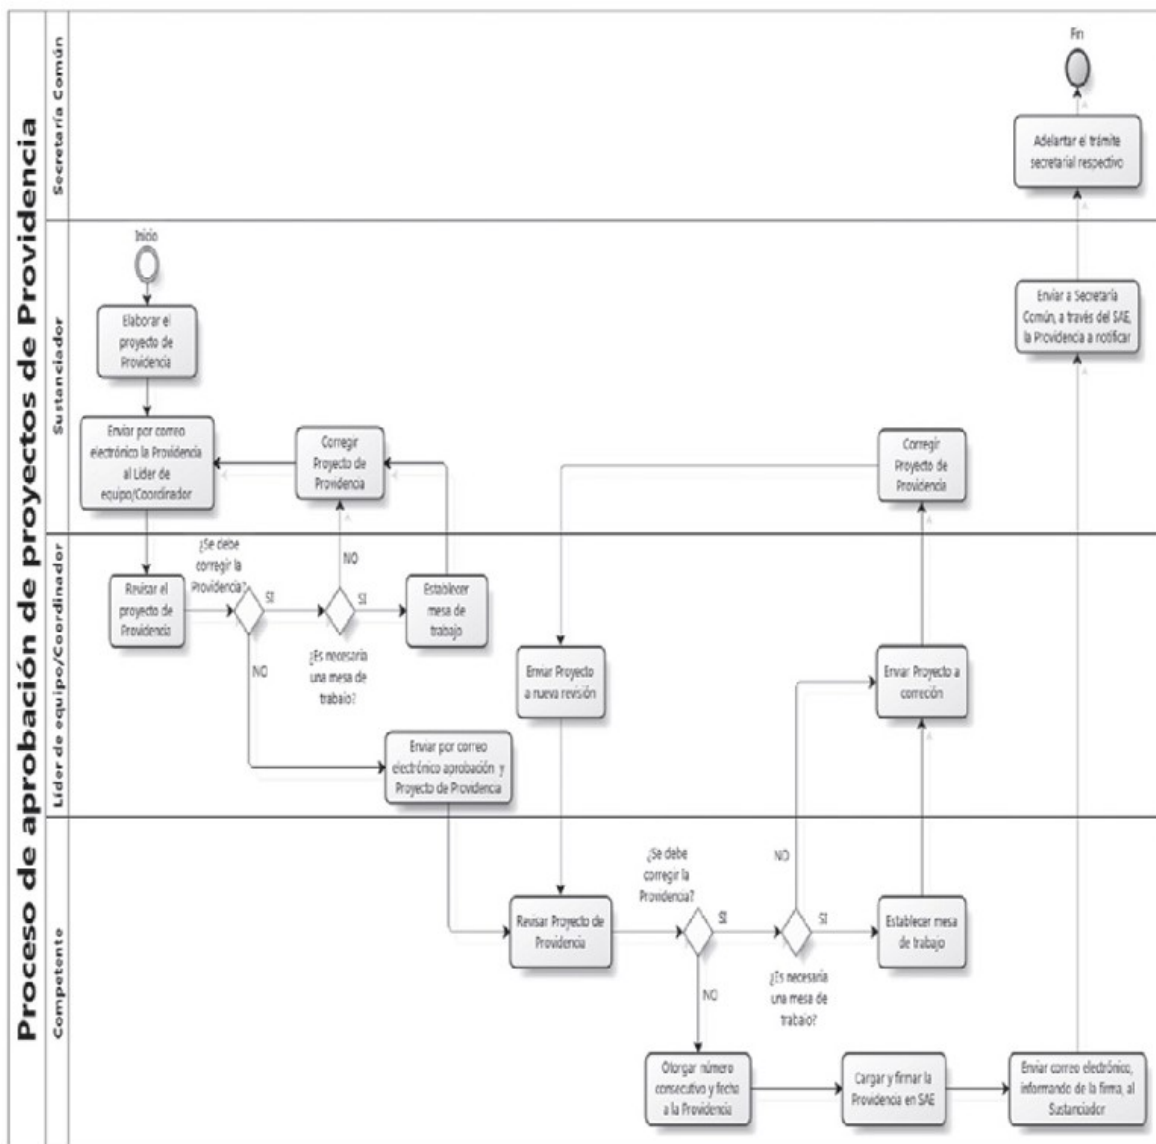 Proceso de aprobación de proyectos de Providencia
Secretaría Común
Fin
Adelantar el trámite
secretarial respectivo
Sustanciador
Inicio
Elaborar el
proyecto de
Providencia
Enviar por correo
electrónico la Providencia
al Líder de
equipo/Coordinador
Corregir
Proyecto de
Providencia
Corregir
Proyecto de
Providencia
Enviar a Secretaría
Común, a través del SAE,
la Providencia a notificar
Líder de equipo/Coordinador
Revisar el
proyecto de
Providencia
¿Se debe
corregir la
Providencia?
SI
NO
NO
SI
¿Es necesaria
una mesa de
trabajo?
Establecer
mesa de
trabajo
Enviar por correo
electrónico aprobación y
Proyecto de Providencia
Enviar Proyecto
a nueva revisión
Enviar Proyecto a
correción
Competente
Revisar Proyecto de
Providencia
¿Se debe
corregir la
Providencia?
SI
NO
NO
SI
¿Es necesaria
una mesa de
trabajo?
Establecer mesa
de trabajo
Otorgar número
consecutivo y fecha
a la Providencia
Cargar y firmar la
Providencia en SAE
Enviar correo electrónico,
informando de la firma, al
Sustanciador